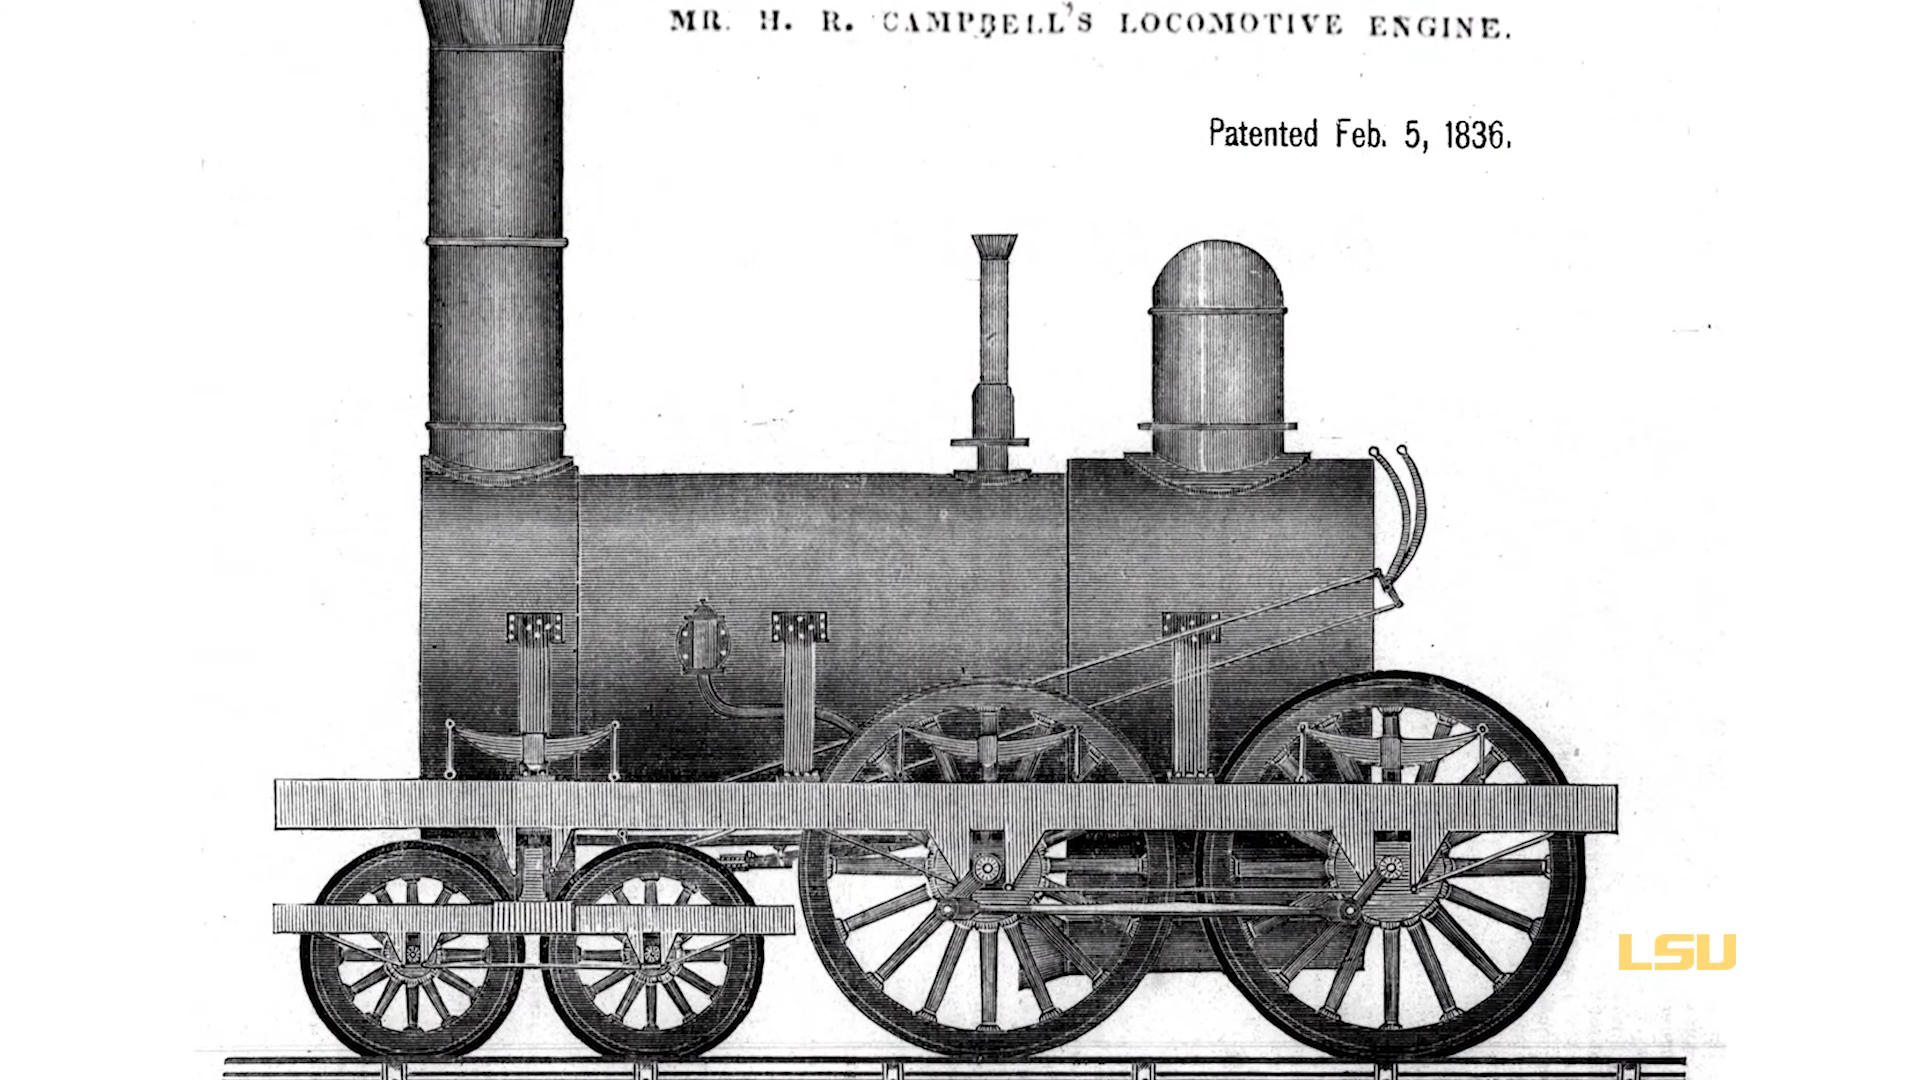 MR. H. R. CAMPBELL'S LOCOMOTIVE ENGINE.
Patented Feb. 5, 1836.
LSU